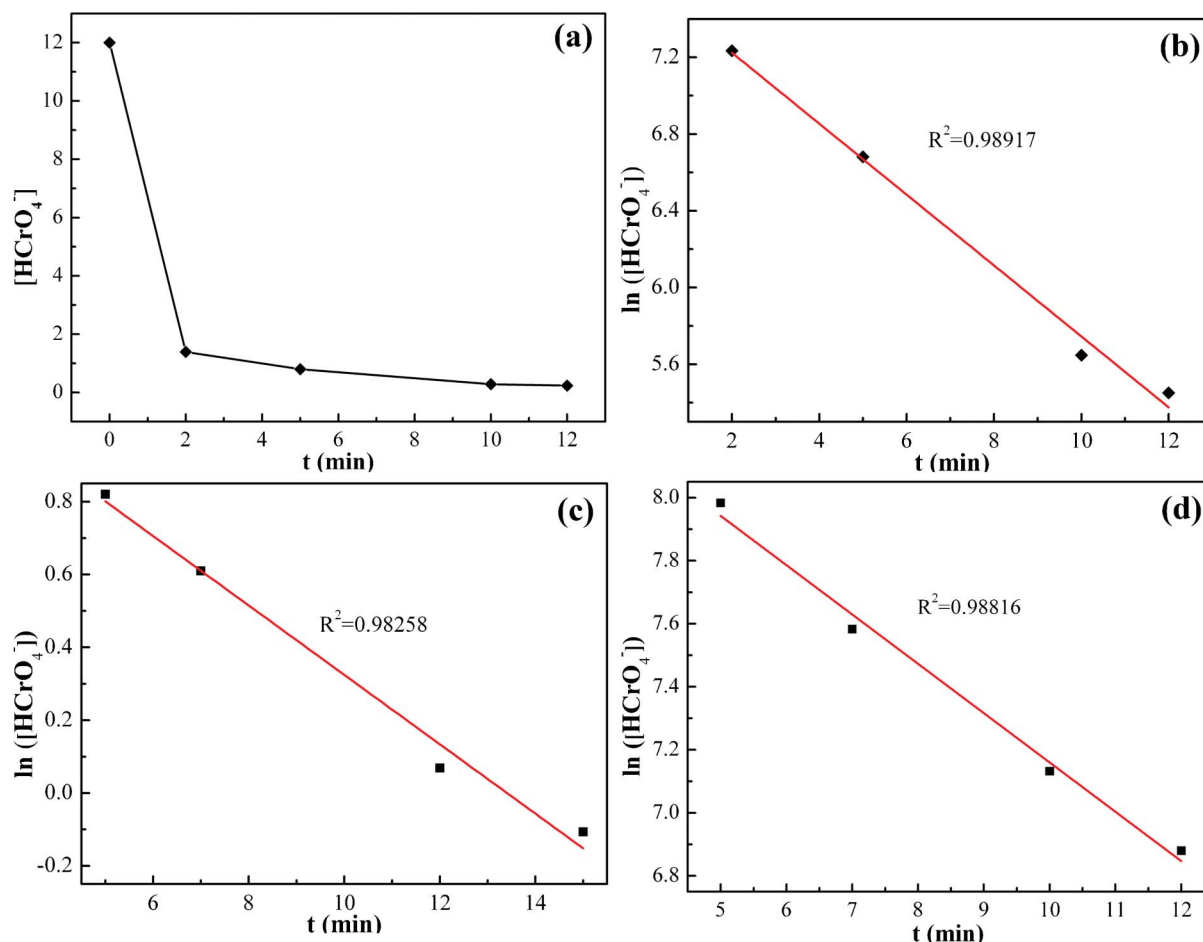 (a)
[HCrO₄⁻]
12
10
8
6
4
2
0
0 2 4 6 8 10 12
t (min)
(b)
ln ([HCrO₄⁻])
7.2
6.8
6.4
6.0
5.6
R²=0.98917
2 4 6 8 10 12
t (min)
(c)
ln ([HCrO₄⁻])
0.8
0.6
0.4
0.2
0.0
-0.2
R²=0.98258
6 8 10 12 14
t (min)
(d)
ln ([HCrO₄⁻])
8.0
7.8
7.6
7.4
7.2
7.0
6.8
R²=0.98816
5 6 7 8 9 10 11 12
t (min)